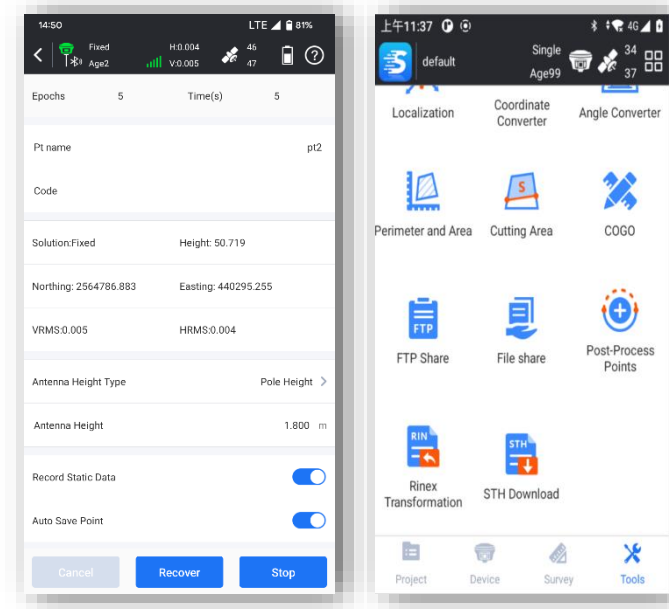 14:50
LTE 81%
Fixed H:0.004 46
Age2 V:0.005 47
Epochs 5 Time(s) 5
Pt name pt2
Code
Solution:Fixed Height: 50.719
Northing: 2564786.883 Easting: 440295.255
VRMS:0.005 HRMS:0.004
Antenna Height Type Pole Height
Antenna Height 1.800 m
Record Static Data
Auto Save Point
Cancel Recover Stop
上午11:37 4G
default Single 34
Age99 37
Localization Coordinate Converter Angle Converter
Perimeter and Area Cutting Area COGO
S
FTP
FTP Share File share Post-Process Points
RIN STH
Rinex Transformation STH Download
Project Device Survey Tools